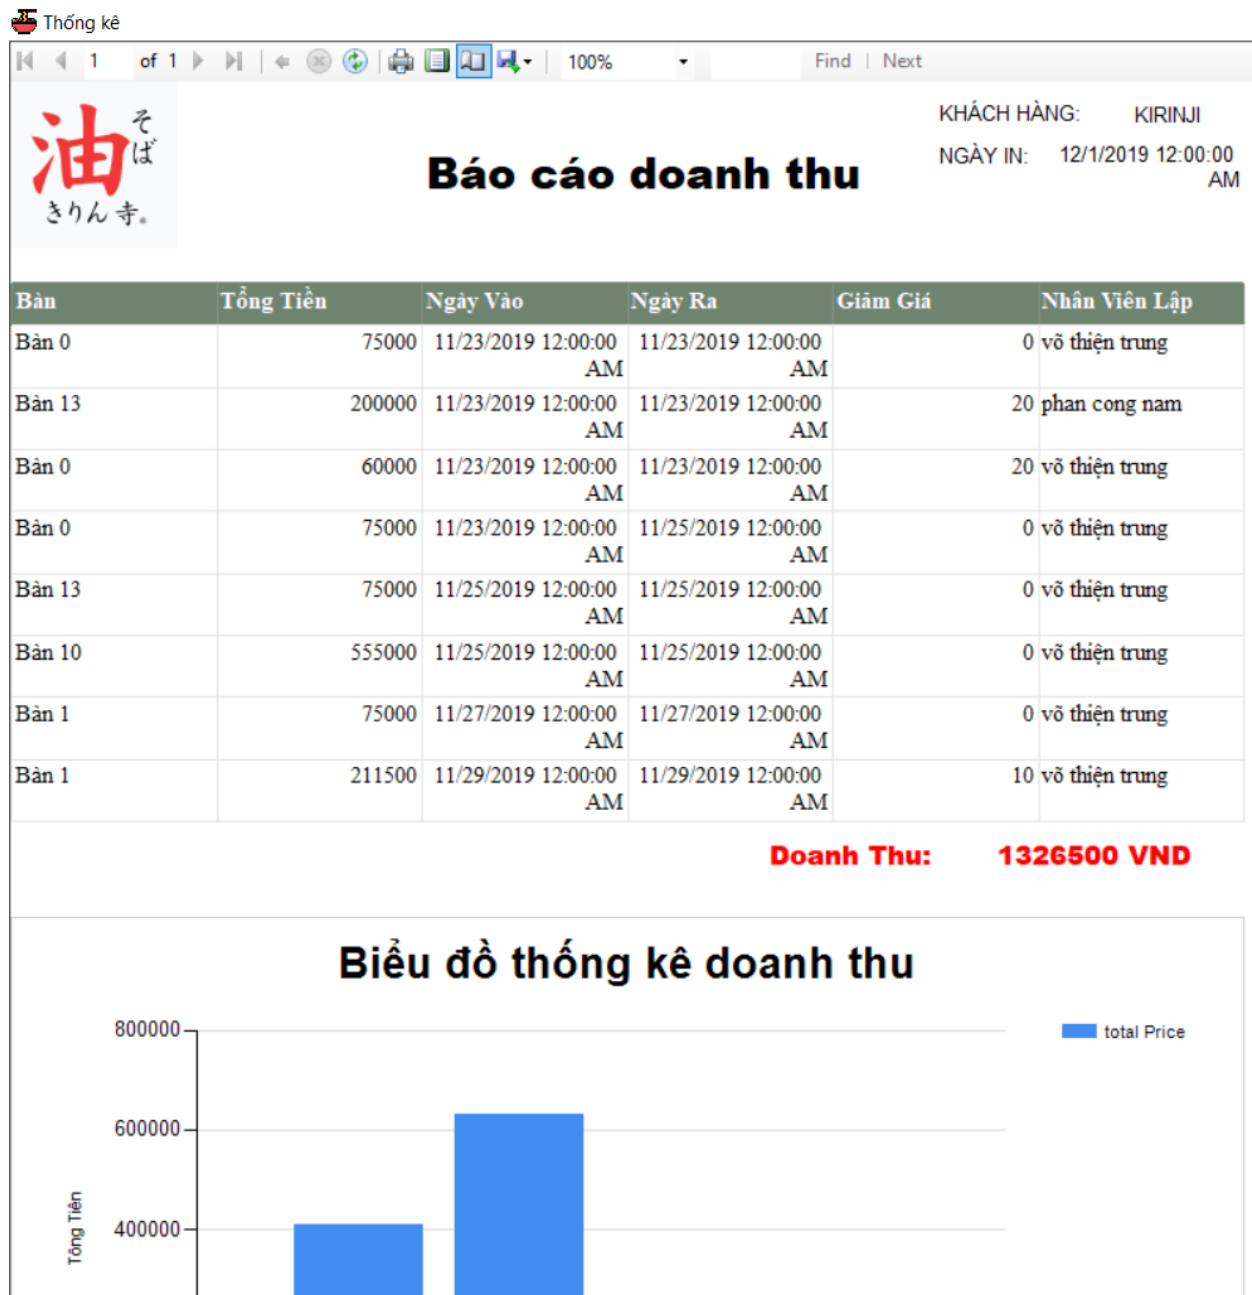 Thống kê
1 of 1 100% Find | Next
油
そば
きりん寺。
Báo cáo doanh thu
KHÁCH HÀNG: KIRINJI
NGÀY IN: 12/1/2019 12:00:00
AM
Bàn Tổng Tiền Ngày Vào Ngày Ra Giảm Giá Nhân Viên Lập
Bàn 0 75000 11/23/2019 12:00:00 11/23/2019 12:00:00 0 võ thiện trung
AM AM
Bàn 13 200000 11/23/2019 12:00:00 11/23/2019 12:00:00 20 phan cong nam
AM AM
Bàn 0 60000 11/23/2019 12:00:00 11/23/2019 12:00:00 20 võ thiện trung
AM AM
Bàn 0 75000 11/23/2019 12:00:00 11/25/2019 12:00:00 0 võ thiện trung
AM AM
Bàn 13 75000 11/25/2019 12:00:00 11/25/2019 12:00:00 0 võ thiện trung
AM AM
Bàn 10 555000 11/25/2019 12:00:00 11/25/2019 12:00:00 0 võ thiện trung
AM AM
Bàn 1 75000 11/27/2019 12:00:00 11/27/2019 12:00:00 0 võ thiện trung
AM AM
Bàn 1 211500 11/29/2019 12:00:00 11/29/2019 12:00:00 10 võ thiện trung
AM AM
Doanh Thu: 1326500 VND
Biểu đồ thống kê doanh thu
800000
total Price
600000
400000
Tông Tiên